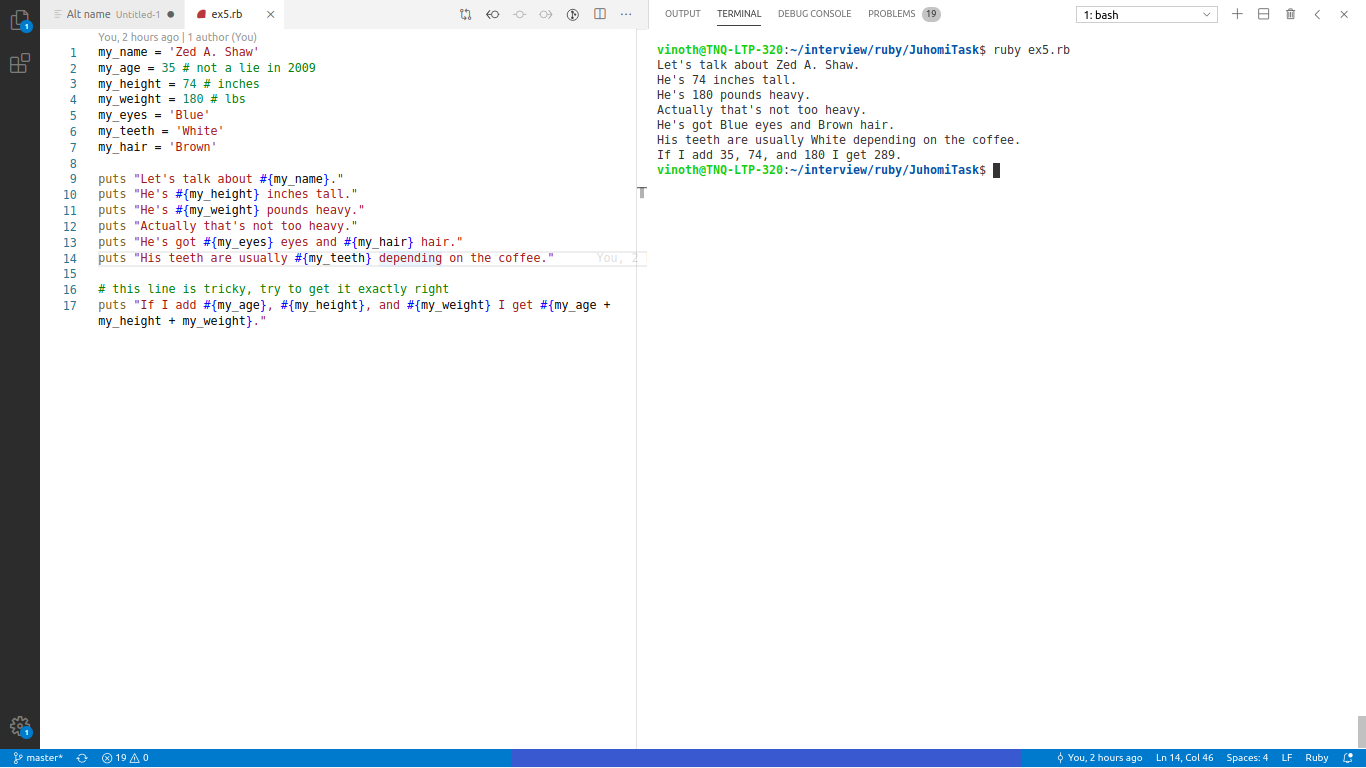 Alt name Untitled-1
ex5.rb
You, 2 hours ago | 1 author (You)
1 my_name = 'Zed A. Shaw'
2 my_age = 35 # not a lie in 2009
3 my_height = 74 # inches
4 my_weight = 180 # lbs
5 my_eyes = 'Blue'
6 my_teeth = 'White'
7 my_hair = 'Brown'
8
9 puts "Let's talk about #{my_name}."
10 puts "He's #{my_height} inches tall."
11 puts "He's #{my_weight} pounds heavy."
12 puts "Actually that's not too heavy."
13 puts "He's got #{my_eyes} eyes and #{my_hair} hair."
14 puts "His teeth are usually #{my_teeth} depending on the coffee." You, 2
15
16 # this line is tricky, try to get it exactly right
17 puts "If I add #{my_age}, #{my_height}, and #{my_weight} I get #{my_age +
my_height + my_weight}."
OUTPUT TERMINAL DEBUG CONSOLE PROBLEMS 19 1: bash
vinoth@TNQ-LTP-320:~/interview/ruby/JuhomiTask$ ruby ex5.rb
Let's talk about Zed A. Shaw.
He's 74 inches tall.
He's 180 pounds heavy.
Actually that's not too heavy.
He's got Blue eyes and Brown hair.
His teeth are usually White depending on the coffee.
If I add 35, 74, and 180 I get 289.
vinoth@TNQ-LTP-320:~/interview/ruby/JuhomiTask$
1
1
master* 19 0 You, 2 hours ago Ln 14, Col 46 Spaces: 4 LF Ruby